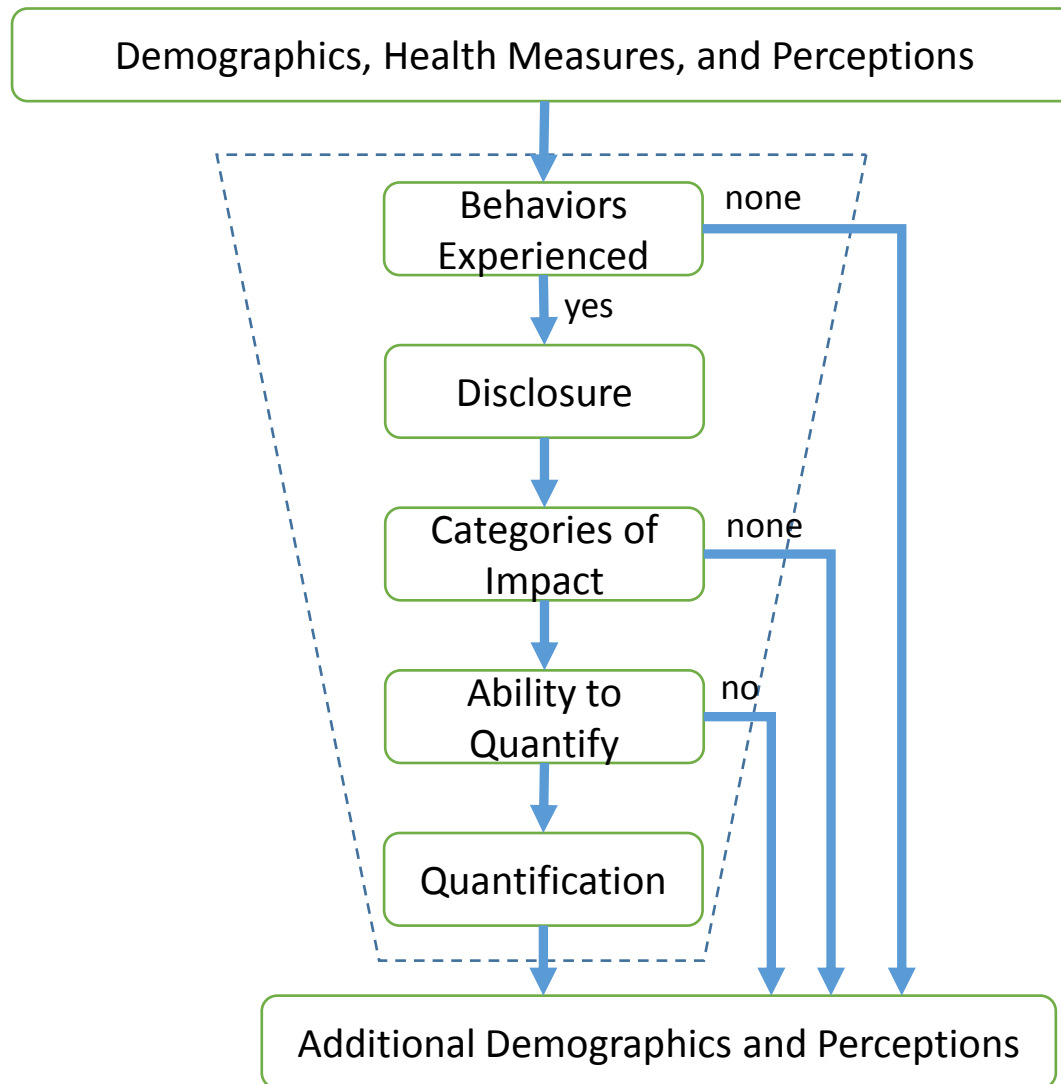 Demographics, Health Measures, and Perceptions
Behaviors
Experienced
none
yes
Disclosure
Categories of
Impact
none
Ability to
Quantify
no
Quantification
Additional Demographics and Perceptions